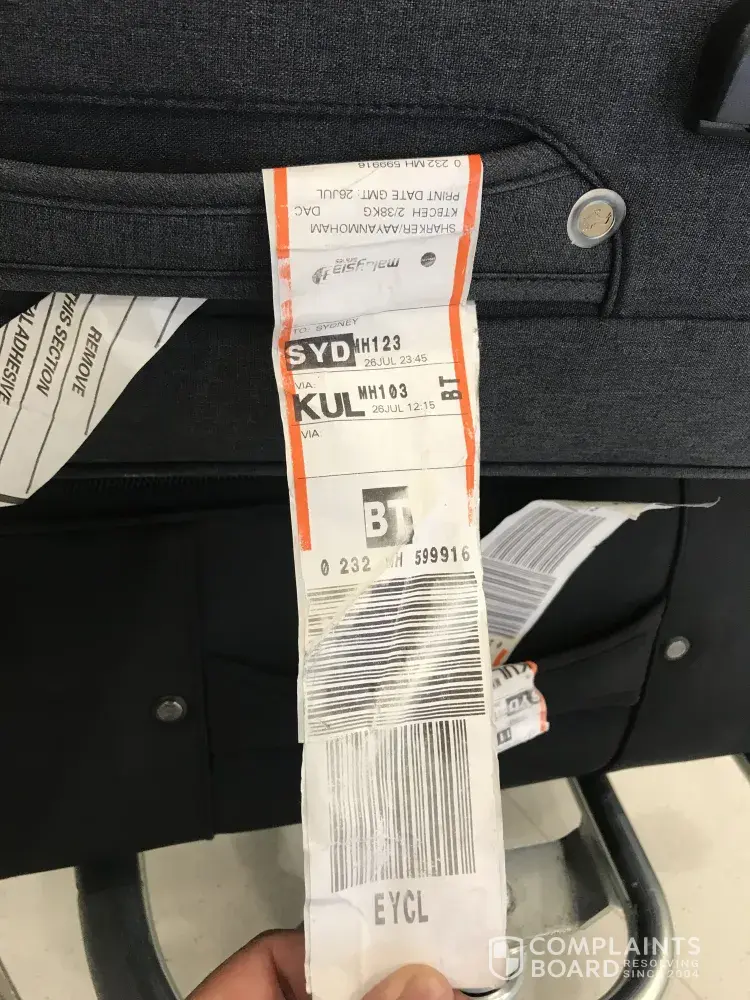 0 232 MH 599916
PRINT DATE GMT: 26JUL
KTBCEH 2/38KG DAC
SHARKER/AAYANMOHAM
malaysia
TO: SYDNEY
SYD MH123
26JUL 23:45
VIA:
KUL MH103
26JUL 12:15
BT
VIA:
BT
0 232 MH 599916
EYCL
REMOVE
THIS SECTION
ADHESIVE
KUL
SYD
COMPLAINTS
BOARD RESOLVING
SINCE 2004